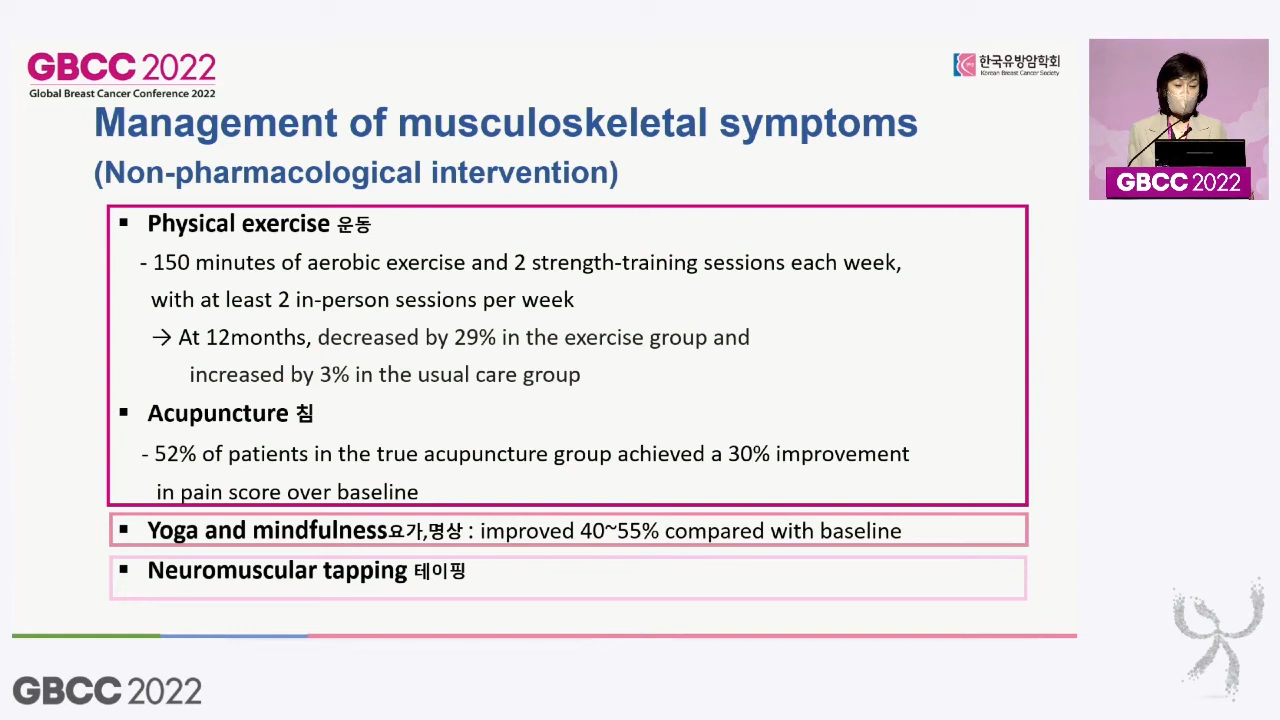 GBCC 2022
Global Breast Cancer Conference 2022
한국유방암학회
Korean Breast Cancer Society
Management of musculoskeletal symptoms
(Non-pharmacological intervention)
▪ Physical exercise 운동
- 150 minutes of aerobic exercise and 2 strength-training sessions each week,
with at least 2 in-person sessions per week
→ At 12months, decreased by 29% in the exercise group and
increased by 3% in the usual care group
▪ Acupuncture 침
- 52% of patients in the true acupuncture group achieved a 30% improvement
in pain score over baseline
▪ Yoga and mindfulness요가,명상 : improved 40~55% compared with baseline
▪ Neuromuscular tapping 테이핑
GBCC 2022
GBCC 2022